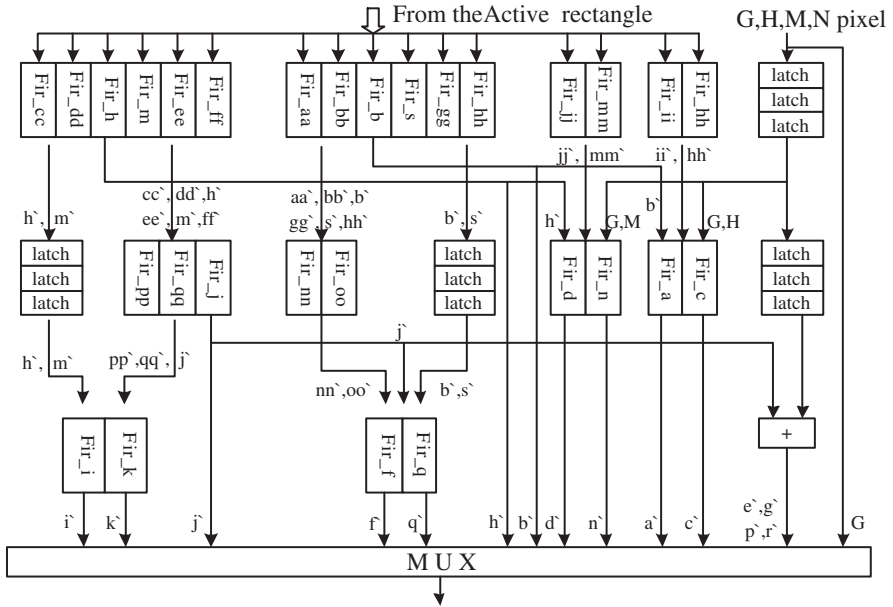 From theActive rectangle
G,H,M,N pixel
Fir_cc
Fir_dd
Fir_h
Fir_m
Fir_ee
Fir_ff
Fir_aa
Fir_bb
Fir_b
Fir_s
Fir_gg
Fir_hh
Fir_jj
Fir_mm
Fir_ii
Fir_hh
latch
latch
latch
jj`, mm`
ii`, hh`
cc`, dd`,h`
ee`, m`,ff`
aa`, bb`,b`
gg`, s`,hh`
h`, m`
b`,s`
h`
G,M
b`
G,H
latch
latch
latch
Fir_pp
Fir_qq
Fir_j
Fir_nn
Fir_oo
latch
latch
latch
Fir_d
Fir_n
Fir_a
Fir_c
latch
latch
latch
j`
h`, m`
pp`,qq`, j`
nn`,oo`
b`,s`
Fir_i
Fir_k
Fir_f
Fir_q
+
i`
k`
j`
f`
q`
h`
b`
d`
n`
a`
c`
e`,g`
p`,r`
G
M U X